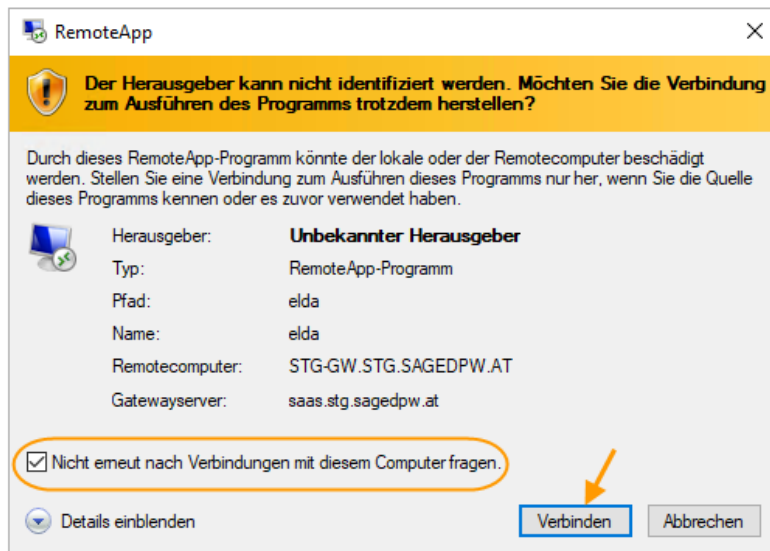 RemoteApp
Der Herausgeber kann nicht identifiziert werden. Möchten Sie die Verbindung
zum Ausführen des Programms trotzdem herstellen?
Durch dieses RemoteApp-Programm könnte der lokale oder der Remotecomputer beschädigt
werden. Stellen Sie eine Verbindung zum Ausführen dieses Programms nur her, wenn Sie die Quelle
dieses Programms kennen oder es zuvor verwendet haben.
Herausgeber: Unbekannter Herausgeber
Typ: RemoteApp-Programm
Pfad: elda
Name: elda
Remotecomputer: STG-GW.STG.SAGEDPW.AT
Gatewayserver: saas.stg.sagedpw.at
Nicht erneut nach Verbindungen mit diesem Computer fragen.
Details einblenden Verbinden Abbrechen